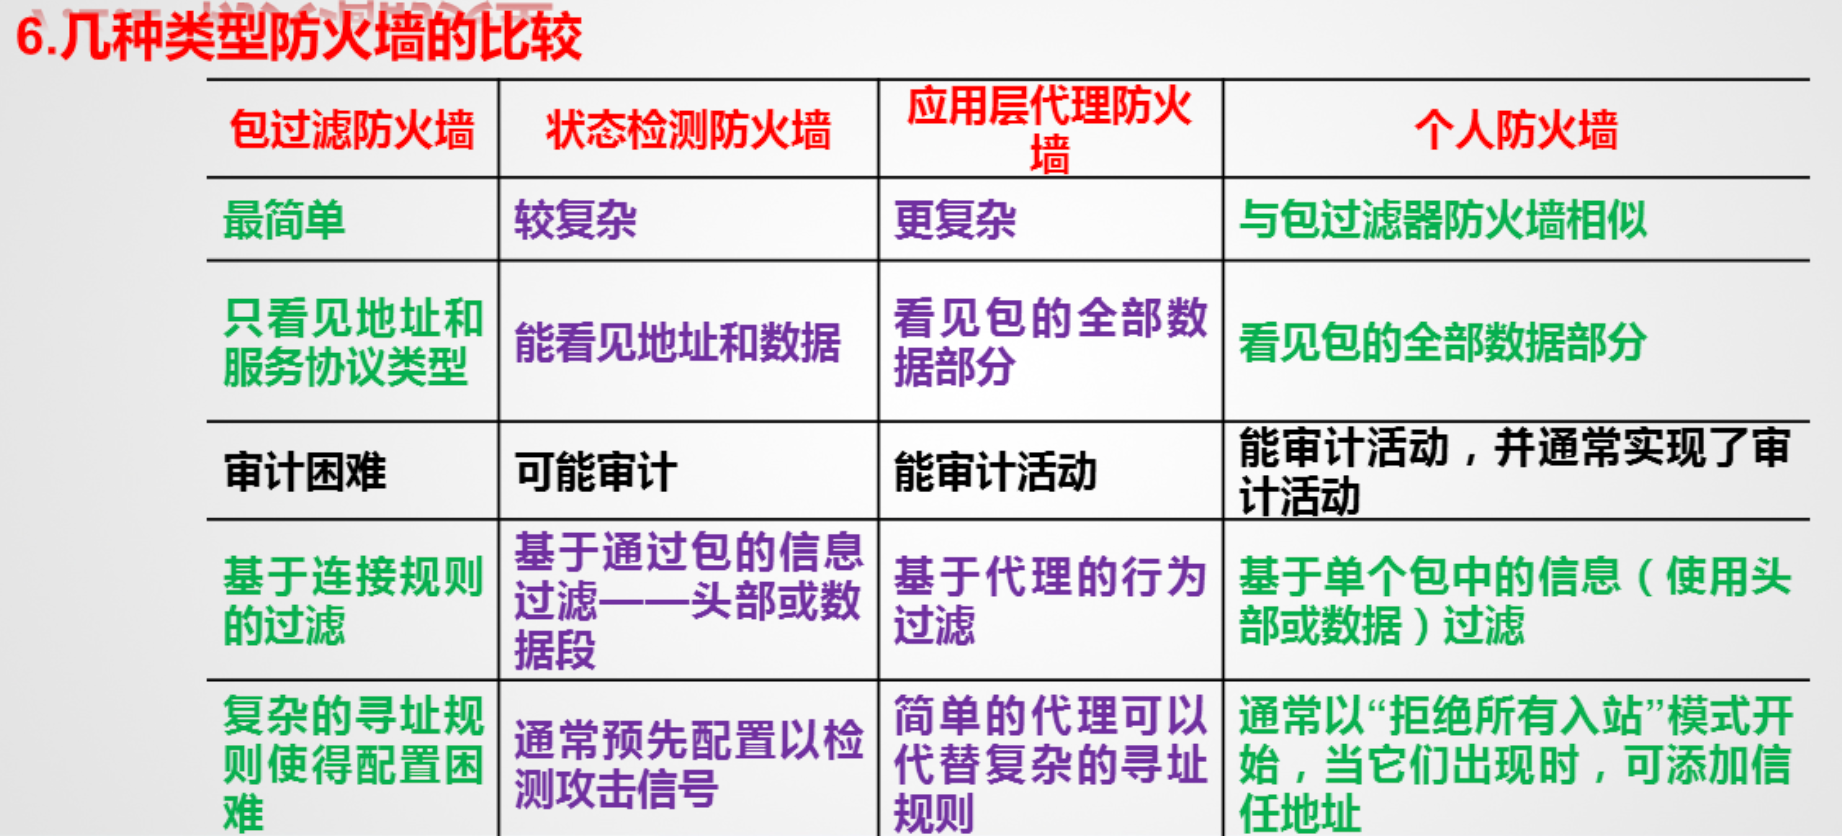 6.几种类型防火墙的比较
包过滤防火墙
状态检测防火墙
应用层代理防火
墙
个人防火墙
最简单
较复杂
更复杂
与包过滤器防火墙相似
只看见地址和
服务协议类型
能看见地址和数据
看见包的全部数
据部分
看见包的全部数据部分
审计困难
可能审计
能审计活动
能审计活动，并通常实现了审
计活动
基于连接规则
的过滤
基于通过包的信息
过滤——头部或数
据段
基于代理的行为
过滤
基于单个包中的信息（使用头
部或数据）过滤
复杂的寻址规
则使得配置困
难
通常预先配置以检
测攻击信号
简单的代理可以
代替复杂的寻址
规则
通常以“拒绝所有入站”模式开
始，当它们出现时，可添加信
任地址